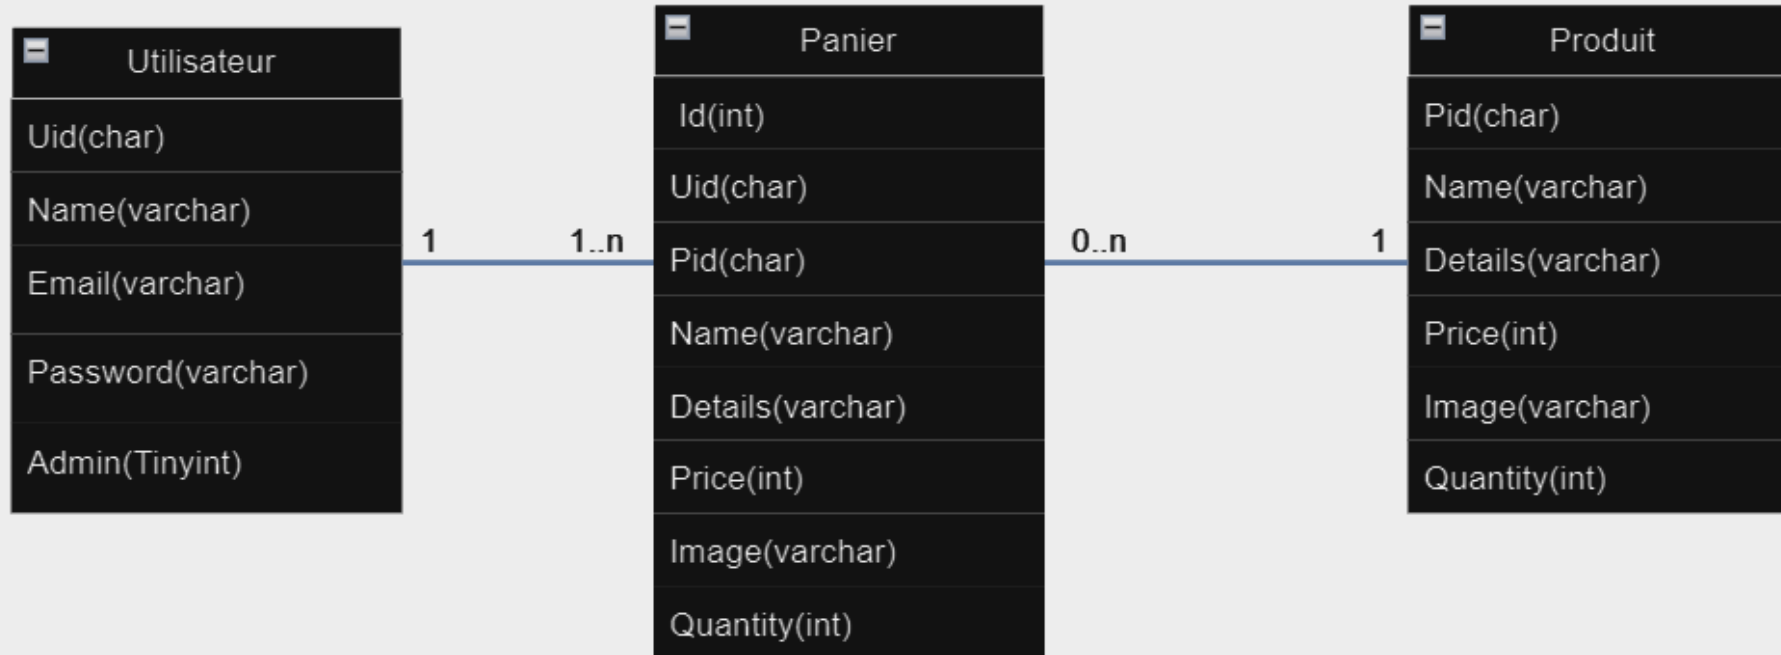 Utilisateur
Uid(char)
Name(varchar)
Email(varchar)
Password(varchar)
Admin(Tinyint)
1
1..n
Panier
Id(int)
Uid(char)
Pid(char)
Name(varchar)
Details(varchar)
Price(int)
Image(varchar)
Quantity(int)
0..n
1
Produit
Pid(char)
Name(varchar)
Details(varchar)
Price(int)
Image(varchar)
Quantity(int)